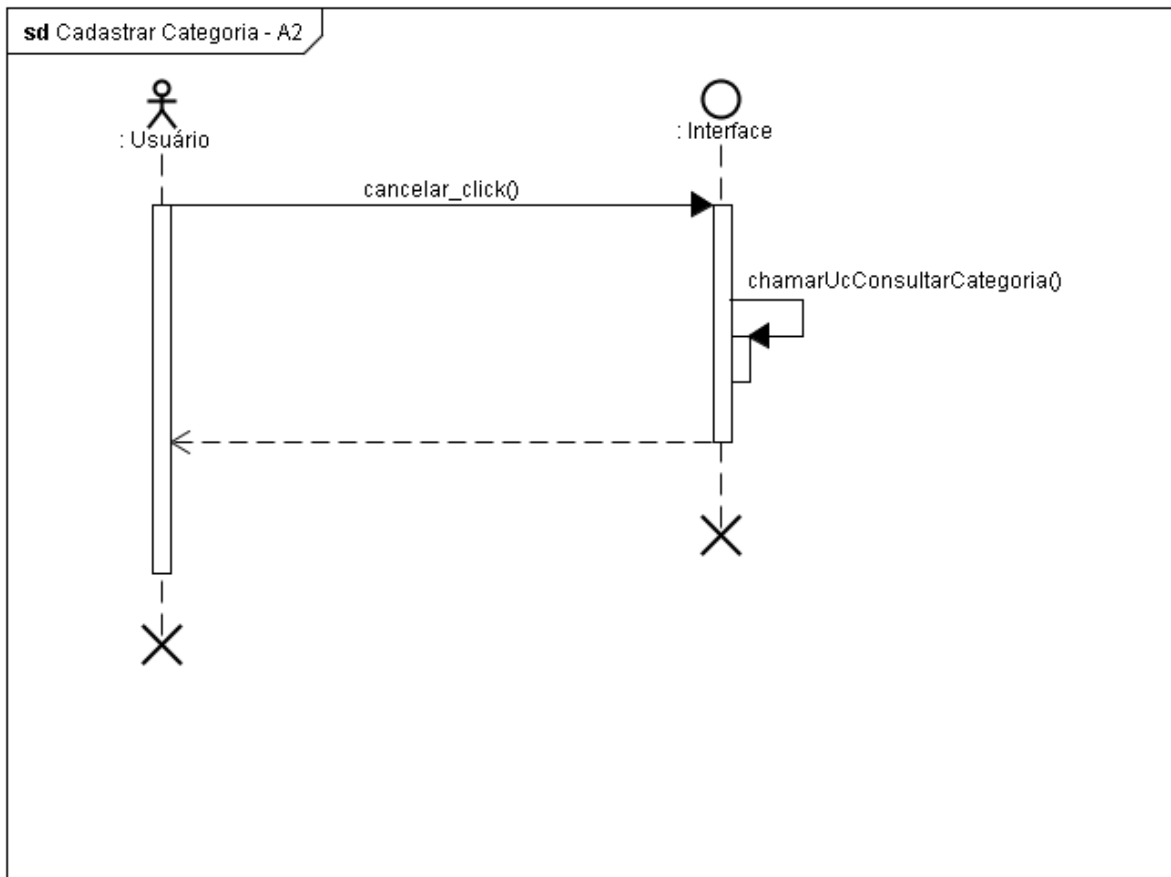 sd Cadastrar Categoria - A2
: Usuário
: Interface
cancelar_click()
chamarUcConsultarCategoria()